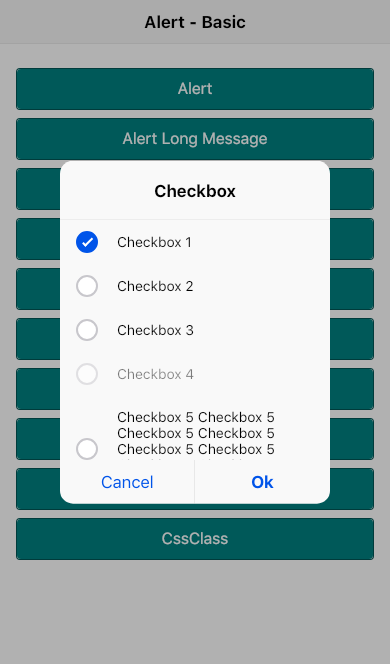 Alert - Basic
Alert
Alert Long Message
Checkbox
Checkbox 1
Checkbox 2
Checkbox 3
Checkbox 4
Checkbox 5 Checkbox 5
Checkbox 5 Checkbox 5
Checkbox 5 Checkbox 5
Cancel
Ok
CssClass